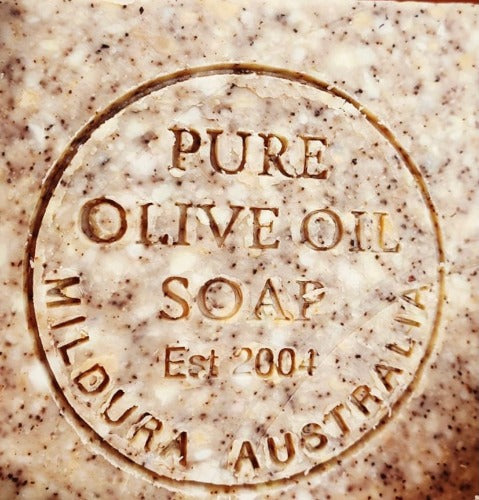 PURE
OLIVE OIL
SOAP
Est 2004
MILDURA AUSTRALIA